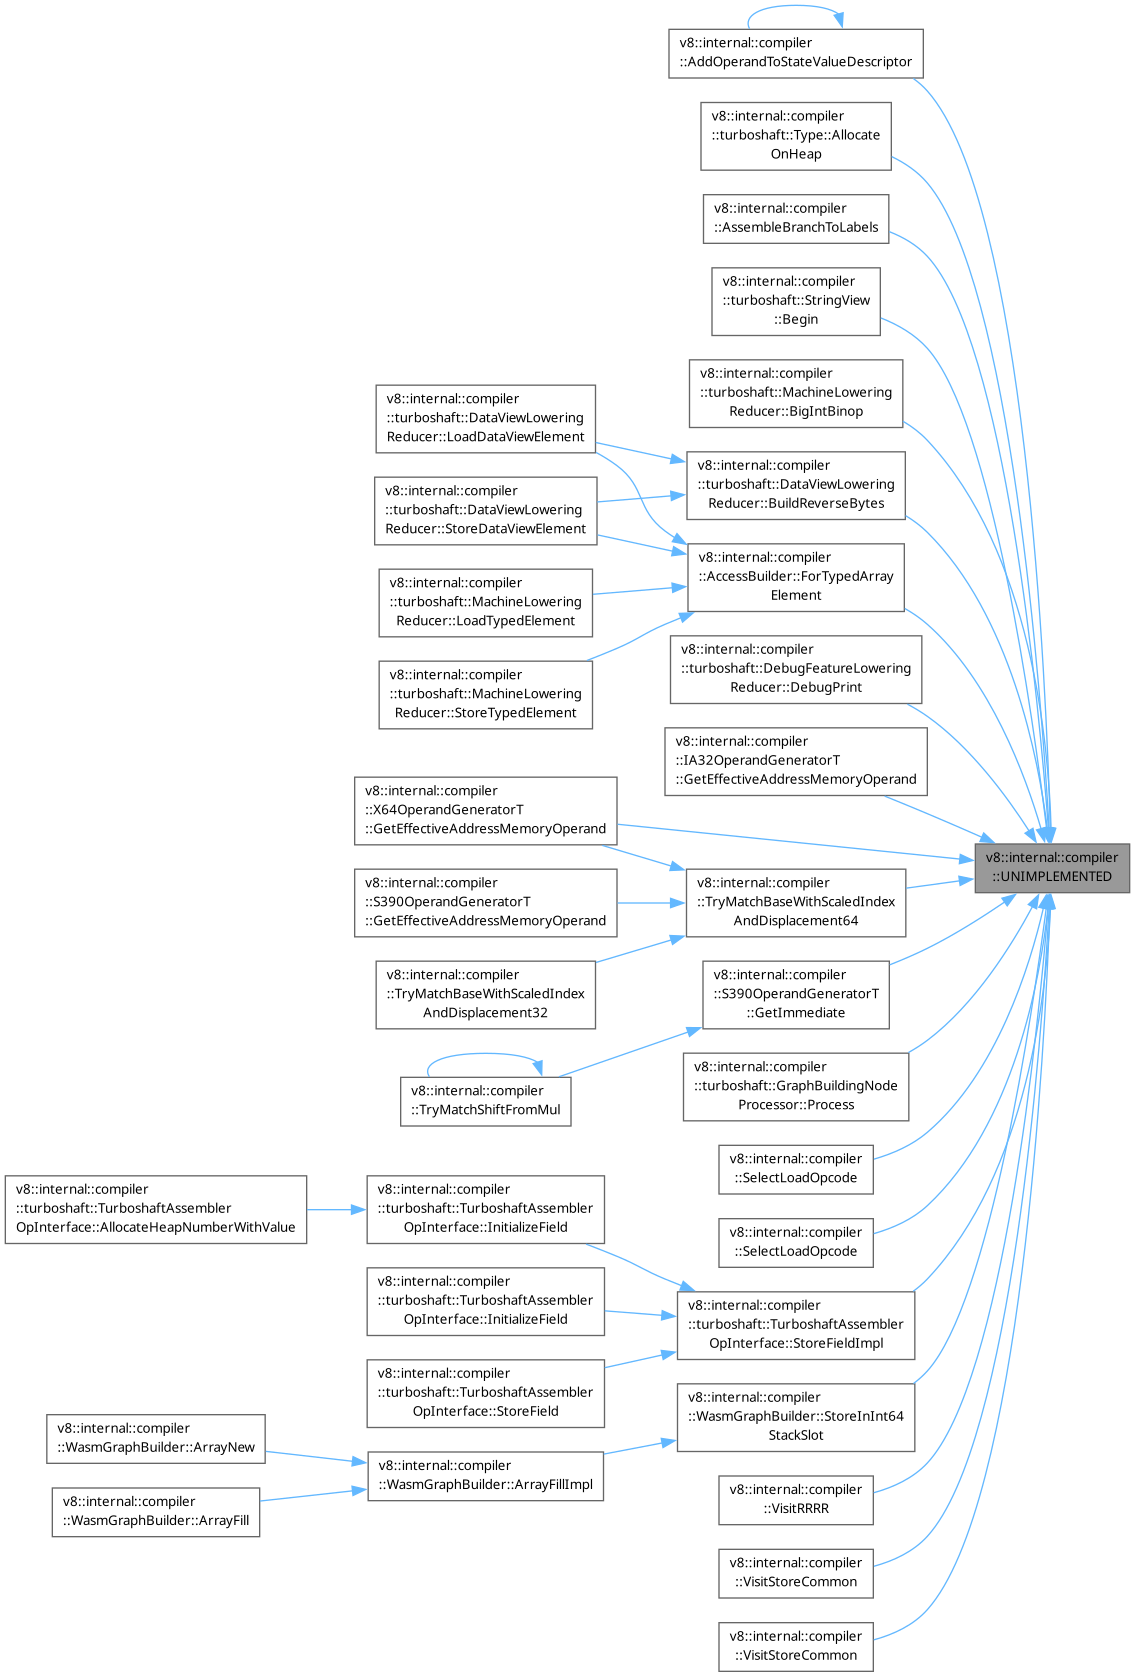 v8::internal::compiler
::AddOperandToStateValueDescriptor
v8::internal::compiler
::turboshaft::Type::Allocate
OnHeap
v8::internal::compiler
::AssembleBranchToLabels
v8::internal::compiler
::turboshaft::StringView
::Begin
v8::internal::compiler
::turboshaft::MachineLowering
Reducer::BigIntBinop
v8::internal::compiler
::turboshaft::DataViewLowering
Reducer::LoadDataViewElement
v8::internal::compiler
::turboshaft::DataViewLowering
Reducer::BuildReverseBytes
v8::internal::compiler
::turboshaft::DataViewLowering
Reducer::StoreDataViewElement
v8::internal::compiler
::AccessBuilder::ForTypedArray
Element
v8::internal::compiler
::turboshaft::MachineLowering
Reducer::LoadTypedElement
v8::internal::compiler
::turboshaft::DebugFeatureLowering
Reducer::DebugPrint
v8::internal::compiler
::turboshaft::MachineLowering
Reducer::StoreTypedElement
v8::internal::compiler
::IA32OperandGeneratorT
::GetEffectiveAddressMemoryOperand
v8::internal::compiler
::X64OperandGeneratorT
::GetEffectiveAddressMemoryOperand
v8::internal::compiler
::UNIMPLEMENTED
v8::internal::compiler
::S390OperandGeneratorT
::GetEffectiveAddressMemoryOperand
v8::internal::compiler
::TryMatchBaseWithScaledIndex
AndDisplacement64
v8::internal::compiler
::TryMatchBaseWithScaledIndex
AndDisplacement32
v8::internal::compiler
::S390OperandGeneratorT
::GetImmediate
v8::internal::compiler
::turboshaft::GraphBuildingNode
Processor::Process
v8::internal::compiler
::TryMatchShiftFromMul
v8::internal::compiler
::SelectLoadOpcode
v8::internal::compiler
::turboshaft::TurboshaftAssembler
OpInterface::AllocateHeapNumberWithValue
v8::internal::compiler
::turboshaft::TurboshaftAssembler
OpInterface::InitializeField
v8::internal::compiler
::SelectLoadOpcode
v8::internal::compiler
::turboshaft::TurboshaftAssembler
OpInterface::InitializeField
v8::internal::compiler
::turboshaft::TurboshaftAssembler
OpInterface::StoreFieldImpl
v8::internal::compiler
::turboshaft::TurboshaftAssembler
OpInterface::StoreField
v8::internal::compiler
::WasmGraphBuilder::StoreInInt64
StackSlot
v8::internal::compiler
::WasmGraphBuilder::ArrayNew
v8::internal::compiler
::WasmGraphBuilder::ArrayFillImpl
v8::internal::compiler
::WasmGraphBuilder::ArrayFill
v8::internal::compiler
::VisitRRRR
v8::internal::compiler
::VisitStoreCommon
v8::internal::compiler
::VisitStoreCommon